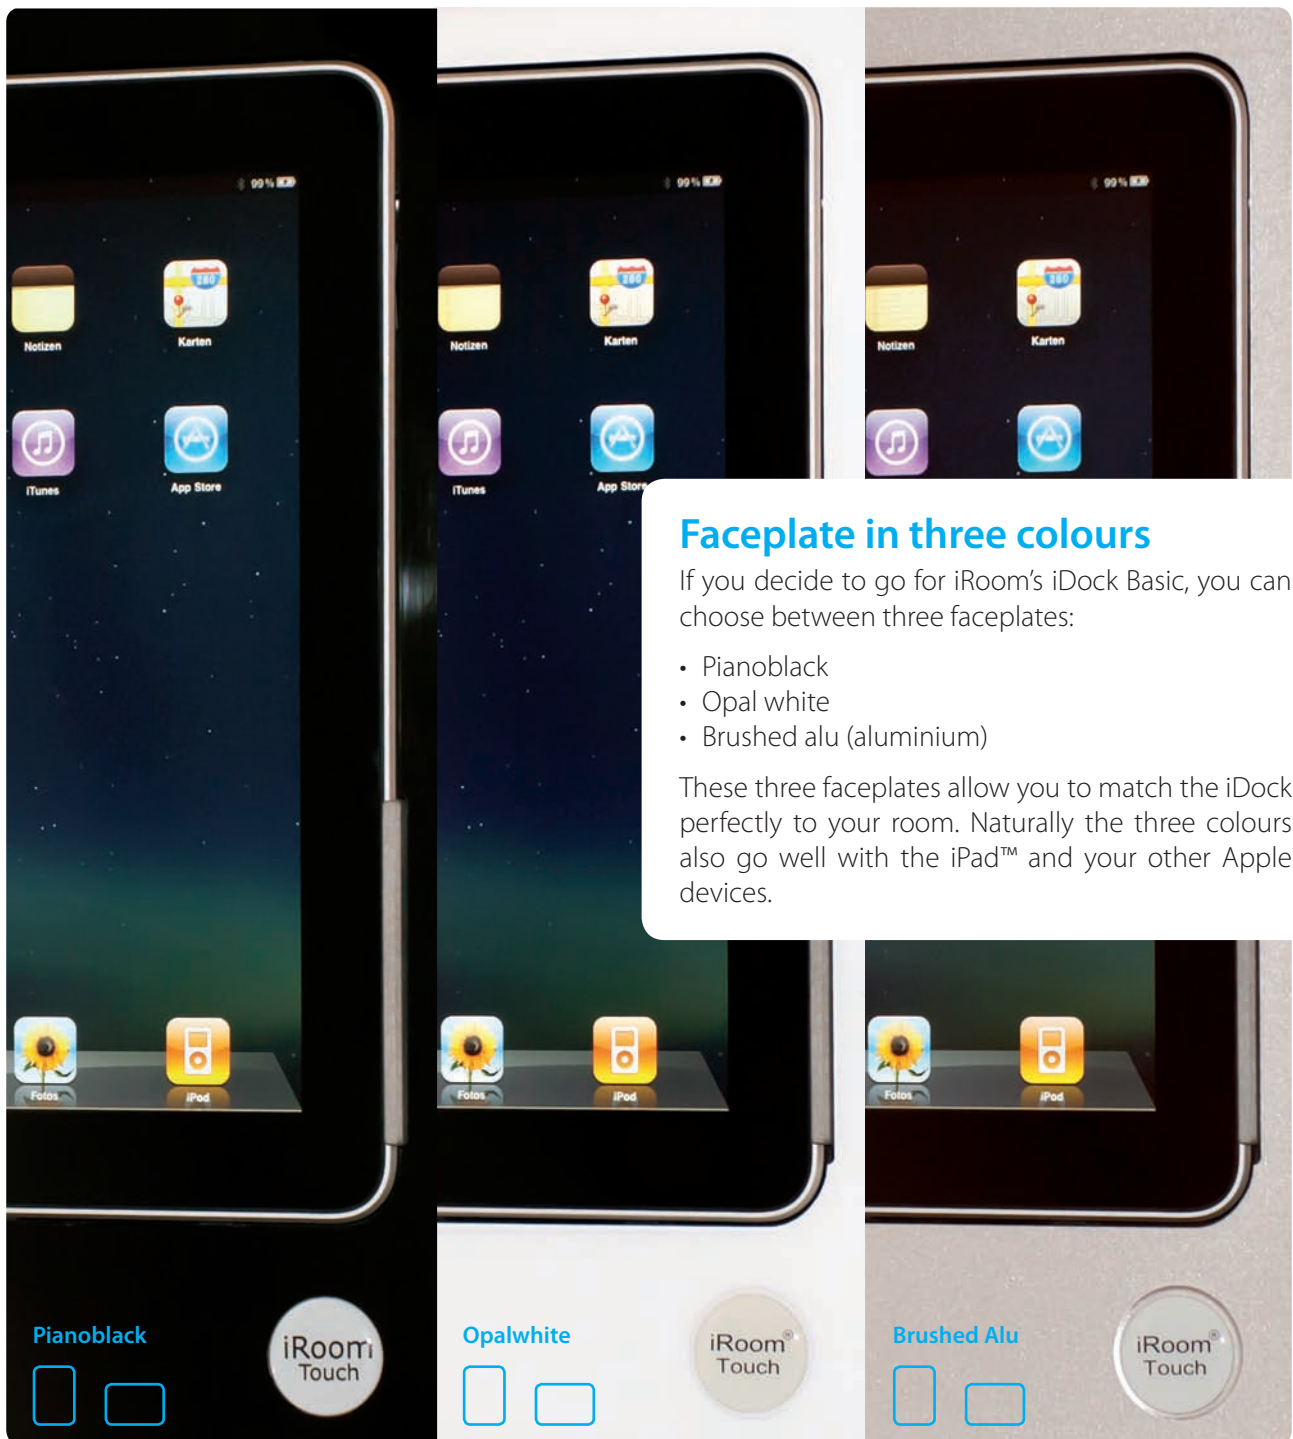 99 %
Notizen
Karten
280
iTunes
App Store
Fotos
iPod
Pianoblack
iRoom
Touch
99 %
Notizen
Karten
280
iTunes
App Store
Fotos
iPod
Opalwhite
iRoom®
Touch
99 %
Notizen
Karten
280
Faceplate in three colours
If you decide to go for iRoom’s iDock Basic, you can
choose between three faceplates:
• Pianoblack
• Opal white
• Brushed alu (aluminium)
These three faceplates allow you to match the iDock
perfectly to your room. Naturally the three colours
also go well with the iPad™ and your other Apple
devices.
Fotos
iPod
Brushed Alu
iRoom®
Touch